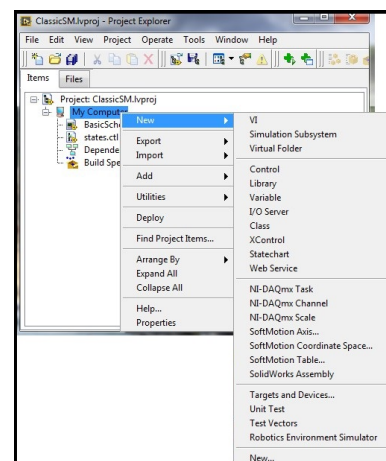 ClassicSM.lvproj - Project Explorer
File Edit View Project Operate Tools Window Help
Items Files
Project: ClassicSM.lvproj
My Computer
BasicSch
states.ctl
Depende
Build Spe
New
Export
Import
Add
Utilities
Deploy
Find Project Items...
Arrange By
Expand All
Collapse All
Help...
Properties
VI
Simulation Subsystem
Virtual Folder
Control
Library
Variable
I/O Server
Class
XControl
Statechart
Web Service
NI-DAQmx Task
NI-DAQmx Channel
NI-DAQmx Scale
SoftMotion Axis...
SoftMotion Coordinate Space...
SoftMotion Table...
SolidWorks Assembly
Targets and Devices...
Unit Test
Test Vectors
Robotics Environment Simulator
New...